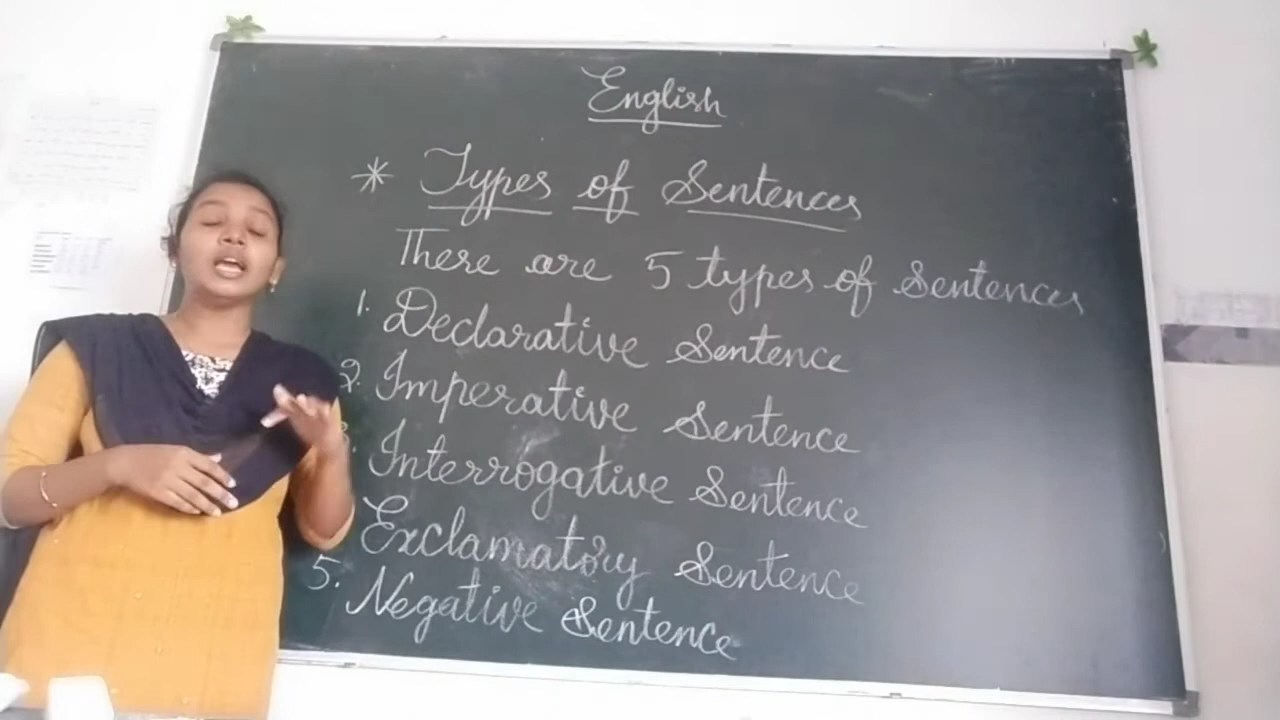 English
* Types of Sentences
There are 5 types of Sentences
1. Declarative Sentence
2. Imperative Sentence
Interrogative Sentence
Exclamatory Sentence
5. Negative Sentence